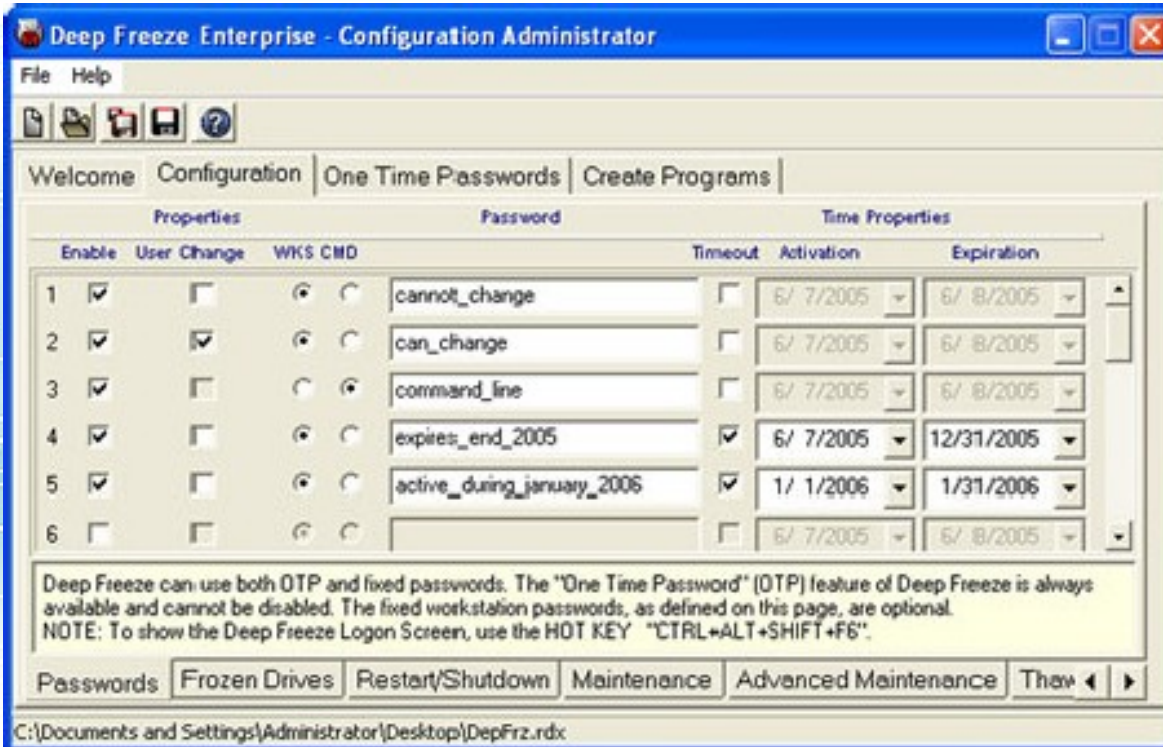 Deep Freeze Enterprise - Configuration Administrator
File Help
Welcome Configuration One Time Passwords Create Programs
Properties Password Time Properties
Enable User Change WKS CMD Timeout Activation Expiration
1 cannot_change 6/ 7/2005 6/ 8/2005
2 can_change 6/ 7/2005 6/ 8/2005
3 command_line 6/ 7/2005 6/ 8/2005
4 expires_end_2005 6/ 7/2005 12/31/2005
5 active_during_january_2006 1/ 1/2006 1/31/2006
6 6/ 7/2005 6/ 8/2005
Deep Freeze can use both OTP and fixed passwords. The "One Time Password" (OTP) feature of Deep Freeze is always
available and cannot be disabled. The fixed workstation passwords, as defined on this page, are optional.
NOTE: To show the Deep Freeze Logon Screen, use the HOT KEY "CTRL+ALT+SHIFT+F6".
Passwords Frozen Drives Restart/Shutdown Maintenance Advanced Maintenance Thaw
C:\Documents and Settings\Administrator\Desktop\DepFrz.rdx